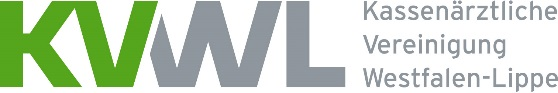 KVWL
Kassenärztliche
Vereinigung
Westfalen-Lippe